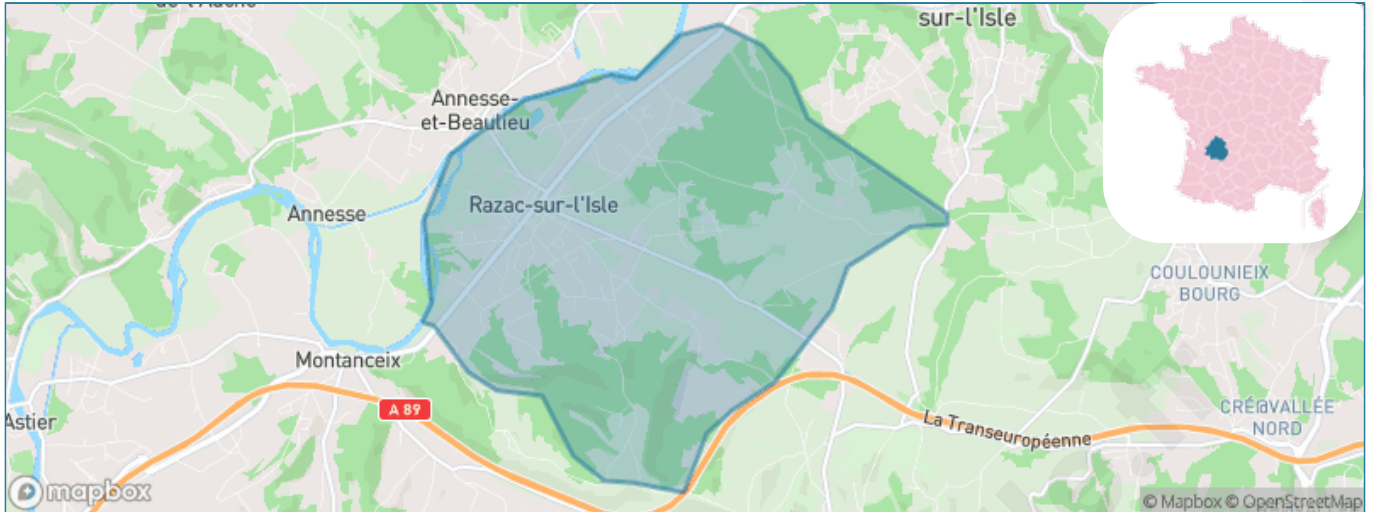 sur-l'Isle
Annesse-
et-Beaulieu
Razac-sur-l'Isle
Annesse
COULOUNIEIX
BOURG
Montanceix
A 89
Astier
La Transeuropéenne
CRÉ@VALLÉE
NORD
mapbox
© Mapbox © OpenStreetMap